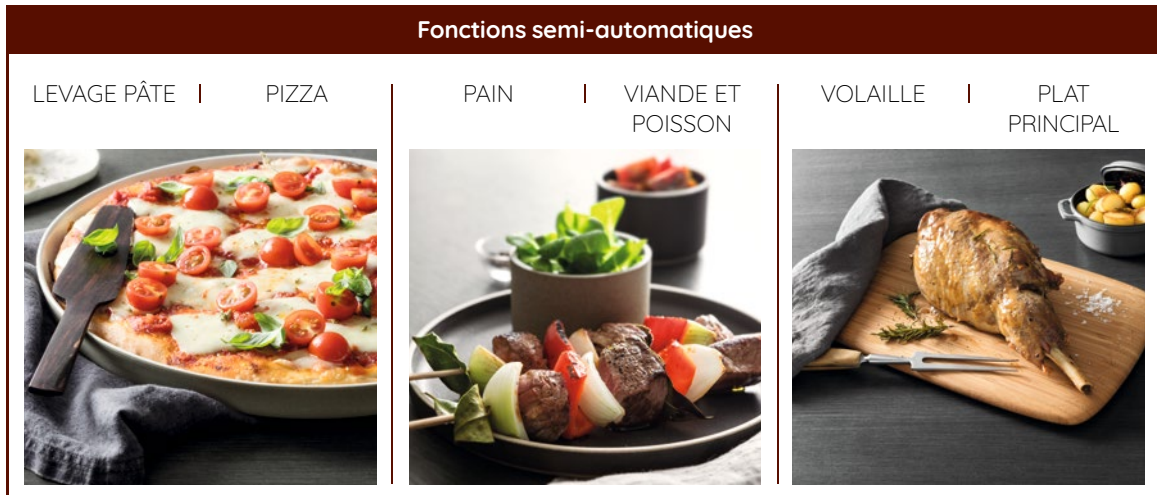 Fonctions semi-automatiques
LEVAGE PÂTE
PIZZA
PAIN
VIANDE ET
POISSON
VOLAILLE
PLAT
PRINCIPAL